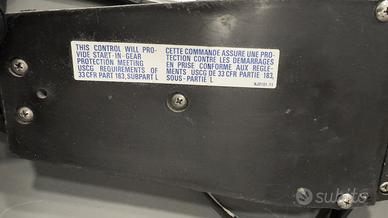 THIS CONTROL WILL PRO-
VIDE START-IN-GEAR
PROTECTION MEETING
USCG REQUIREMENTS OF
33 CFR PART 183, SUBPART L
CETTE COMMANDE ASSURE UNE PRO-
TECTION CONTRE LES DEMARRAGES
EN PRISE CONFORME AUX RÈGLE-
MENTS USCG DE 33 CFR PARTIE 183,
SOUS-PARTIE L
subito